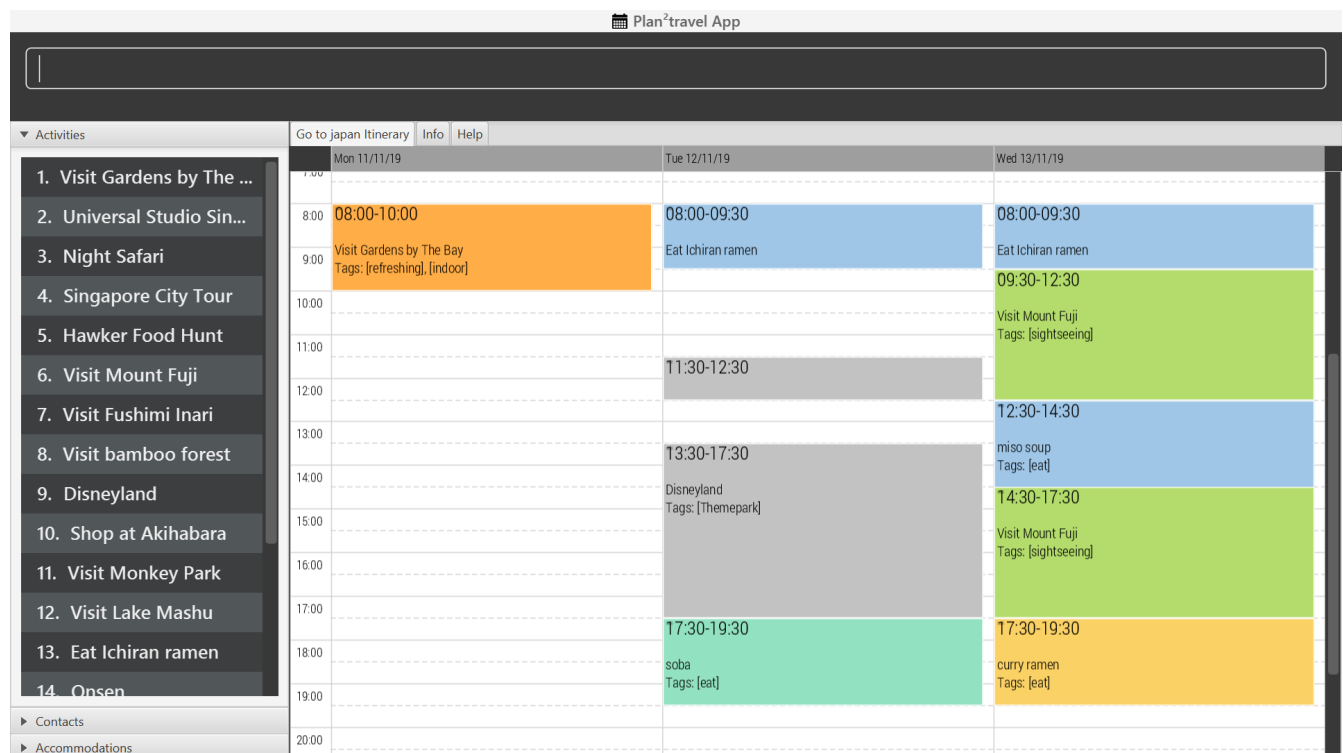 Plan²travel App
Activities
1. Visit Gardens by The ...
2. Universal Studio Sin...
3. Night Safari
4. Singapore City Tour
5. Hawker Food Hunt
6. Visit Mount Fuji
7. Visit Fushimi Inari
8. Visit bamboo forest
9. Disneyland
10. Shop at Akihabara
11. Visit Monkey Park
12. Visit Lake Mashu
13. Eat Ichiran ramen
14. Onsen
Contacts
Accommodations
Go to japan Itinerary Info Help
Mon 11/11/19 Tue 12/11/19 Wed 13/11/19
7:00
8:00
9:00
10:00
11:00
12:00
13:00
14:00
15:00
16:00
17:00
18:00
19:00
20:00
08:00-10:00
Visit Gardens by The Bay
Tags: [refreshing], [indoor]
08:00-09:30
Eat Ichiran ramen
11:30-12:30
13:30-17:30
Disneyland
Tags: [Themepark]
17:30-19:30
soba
Tags: [eat]
08:00-09:30
Eat Ichiran ramen
09:30-12:30
Visit Mount Fuji
Tags: [sightseeing]
12:30-14:30
miso soup
Tags: [eat]
14:30-17:30
Visit Mount Fuji
Tags: [sightseeing]
17:30-19:30
curry ramen
Tags: [eat]